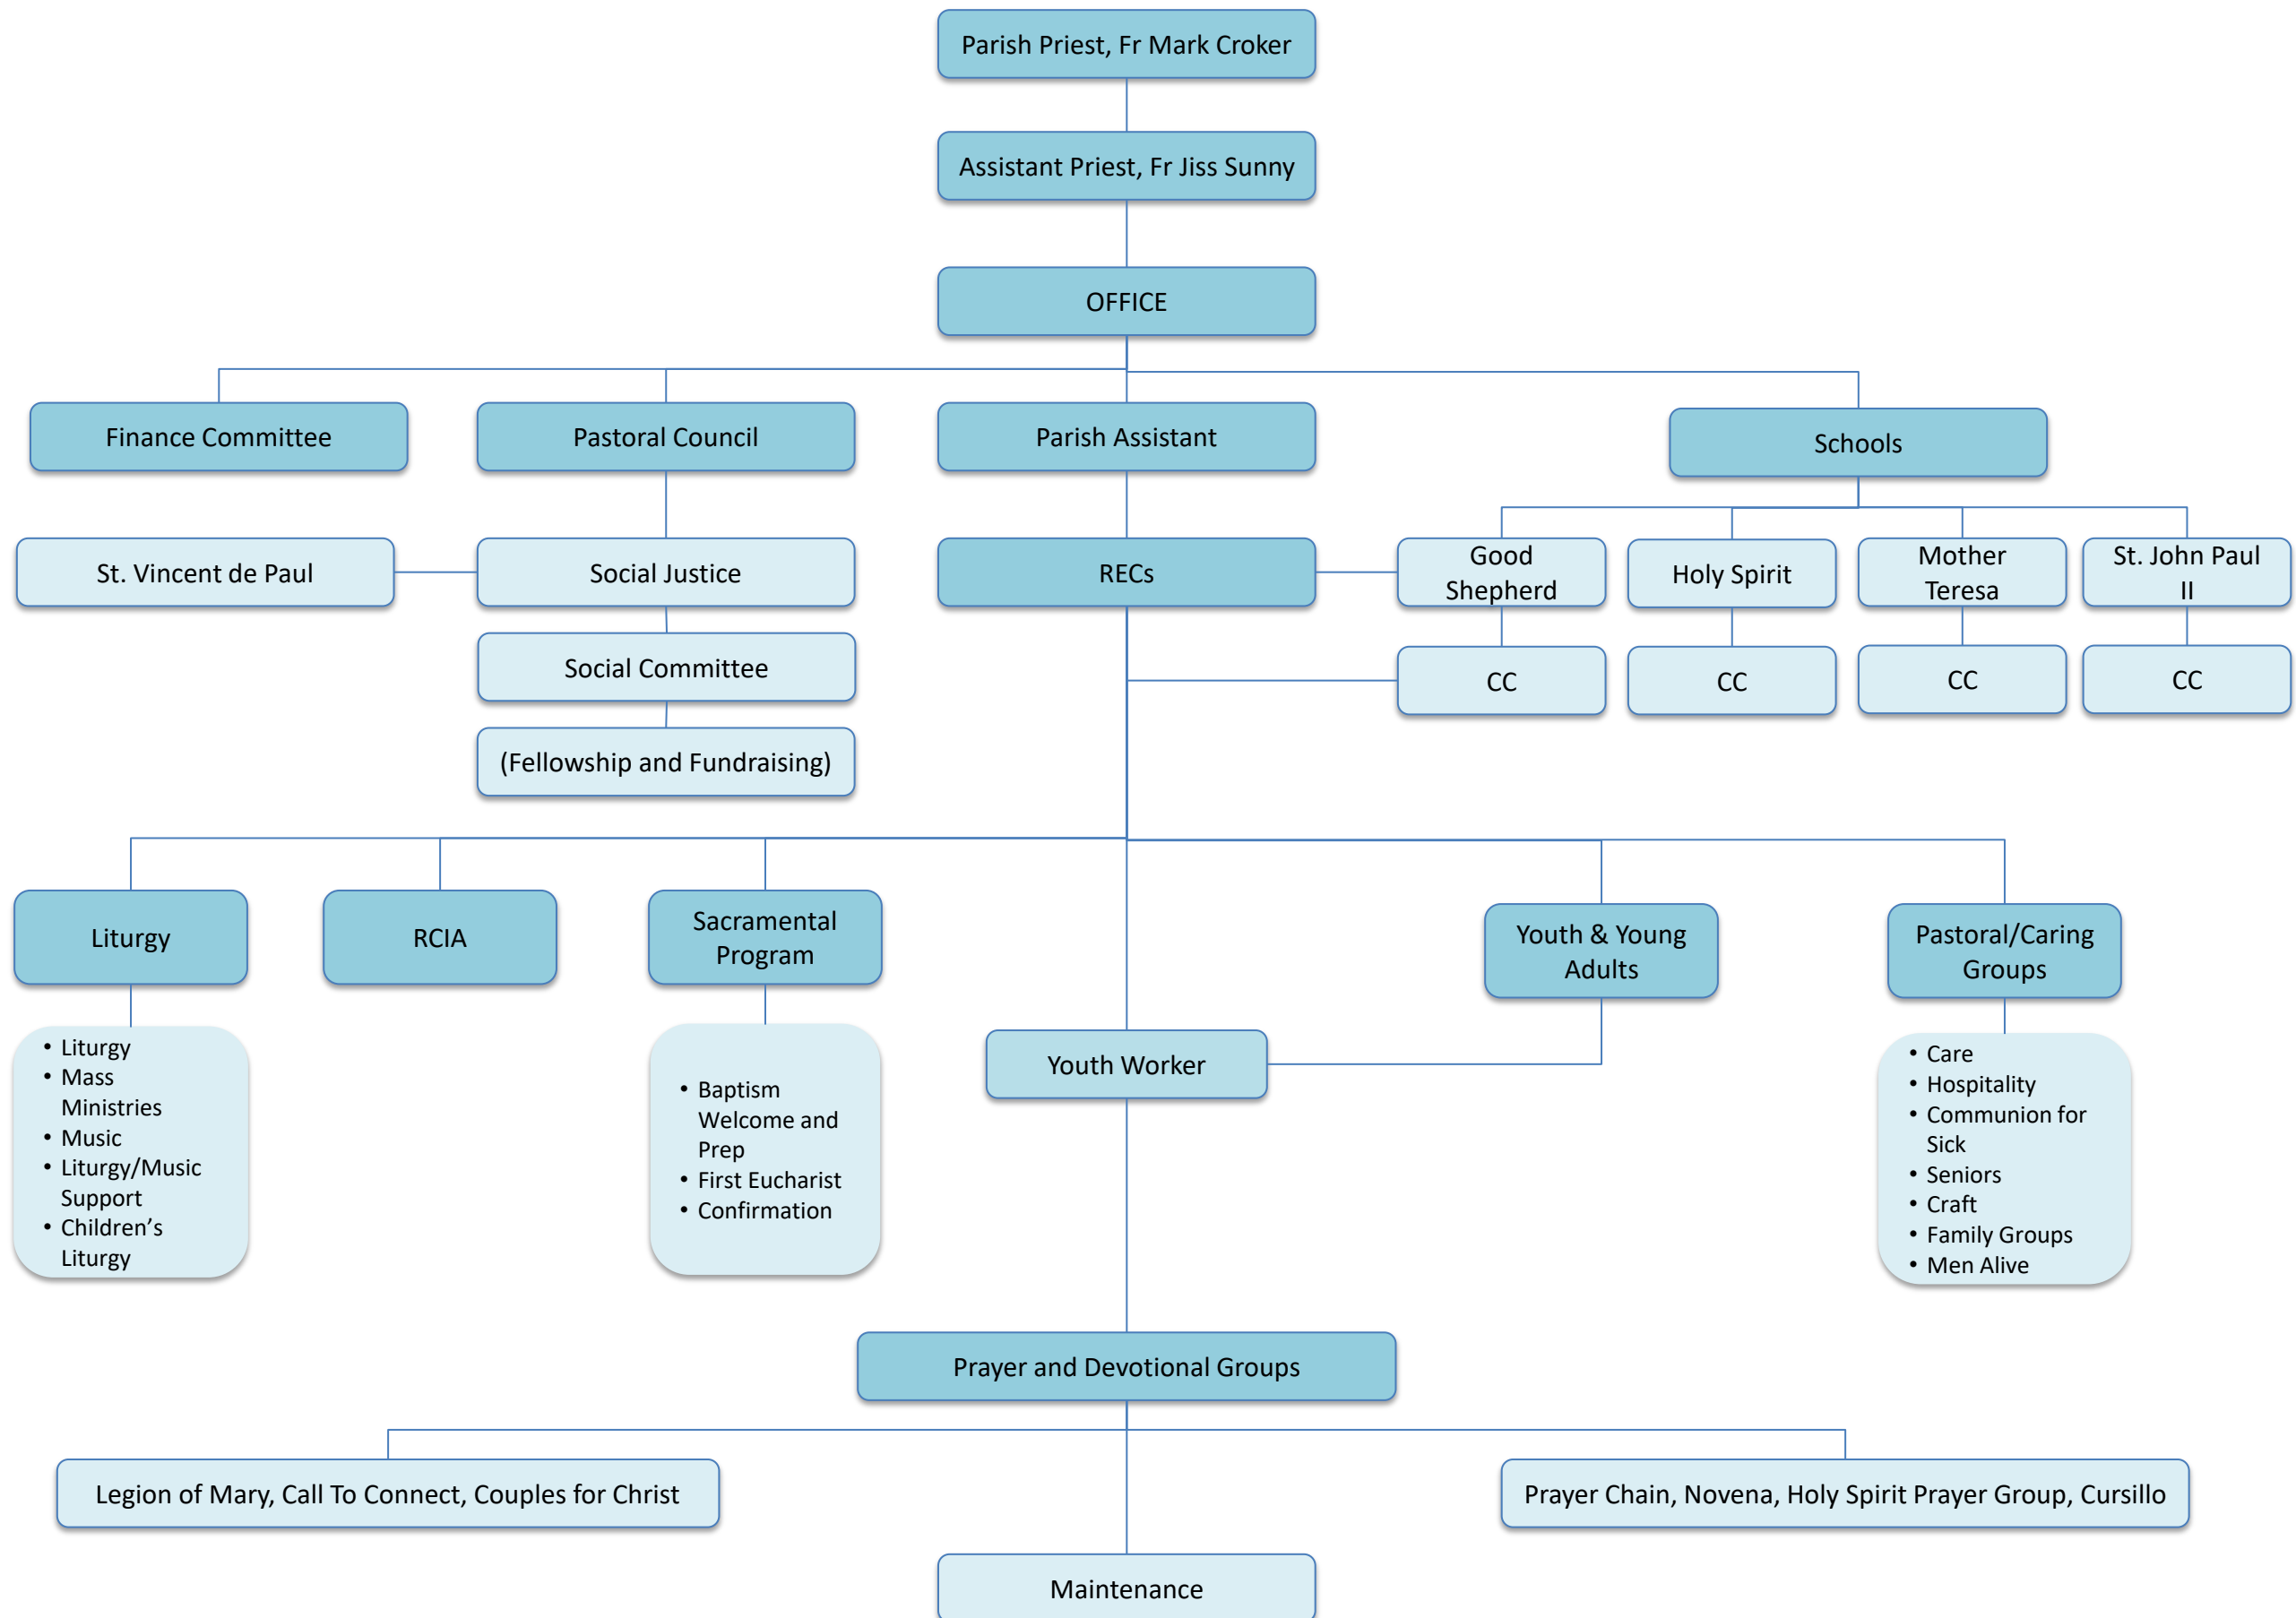 Parish Priest, Fr Mark Croker
Assistant Priest, Fr Jiss Sunny
OFFICE
Finance Committee
Pastoral Council
Parish Assistant
Schools
St. Vincent de Paul
Social Justice
RECs
Good
Shepherd
Holy Spirit
Mother
Teresa
St. John Paul
II
Social Committee
CC
CC
CC
CC
(Fellowship and Fundraising)
Liturgy
RCIA
Sacramental
Program
Youth & Young
Adults
Pastoral/Caring
Groups
• Liturgy
• Mass
Ministries
• Music
• Liturgy/Music
Support
• Children’s
Liturgy
• Baptism
Welcome and
Prep
• First Eucharist
• Confirmation
Youth Worker
• Care
• Hospitality
• Communion for
Sick
• Seniors
• Craft
• Family Groups
• Men Alive
Prayer and Devotional Groups
Legion of Mary, Call To Connect, Couples for Christ
Prayer Chain, Novena, Holy Spirit Prayer Group, Cursillo
Maintenance